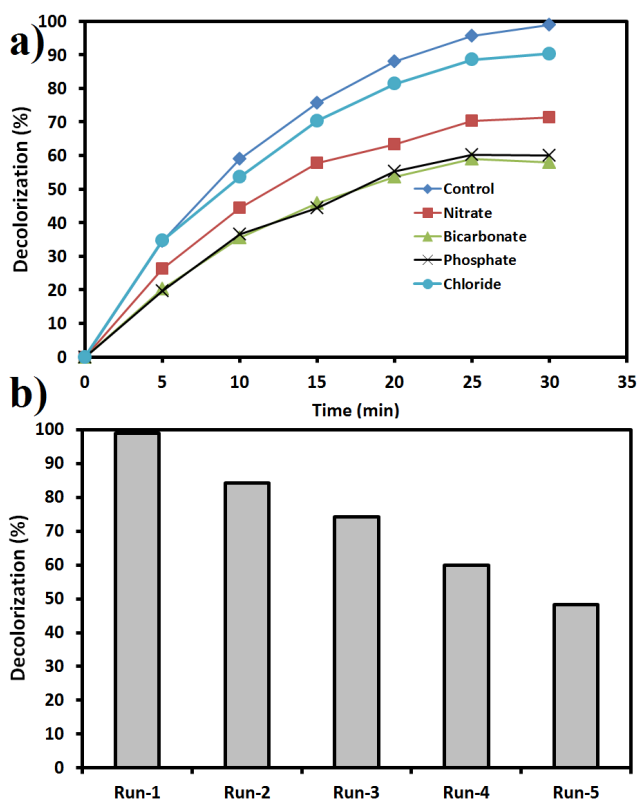 a)
Decolorization (%)
100
90
80
70
60
50
40
30
20
10
0
Control
Nitrate
Bicarbonate
Phosphate
Chloride
0 5 10 15 20 25 30 35
Time (min)
b)
Decolorization (%)
100
90
80
70
60
50
40
30
20
10
0
Run-1 Run-2 Run-3 Run-4 Run-5